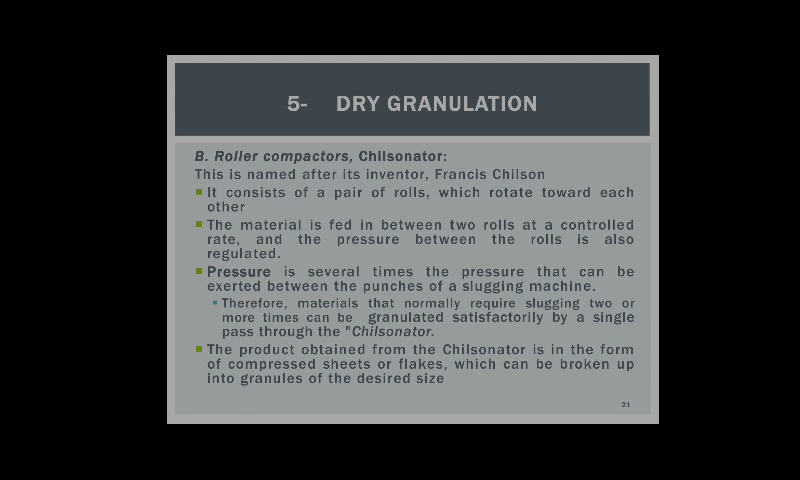 5- DRY GRANULATION
B. Roller compactors, Chilsonator:
This is named after its inventor, Francis Chilson
It consists of a pair of rolls, which rotate toward each
other
The material is fed in between two rolls at a controlled
rate, and the pressure between the rolls is also
regulated.
Pressure is several times the pressure that can be
exerted between the punches of a slugging machine.
Therefore, materials that normally require slugging two or
more times can be granulated satisfactorily by a single
pass through the "Chilsonator.
The product obtained from the Chilsonator is in the form
of compressed sheets or flakes, which can be broken up
into granules of the desired size
21